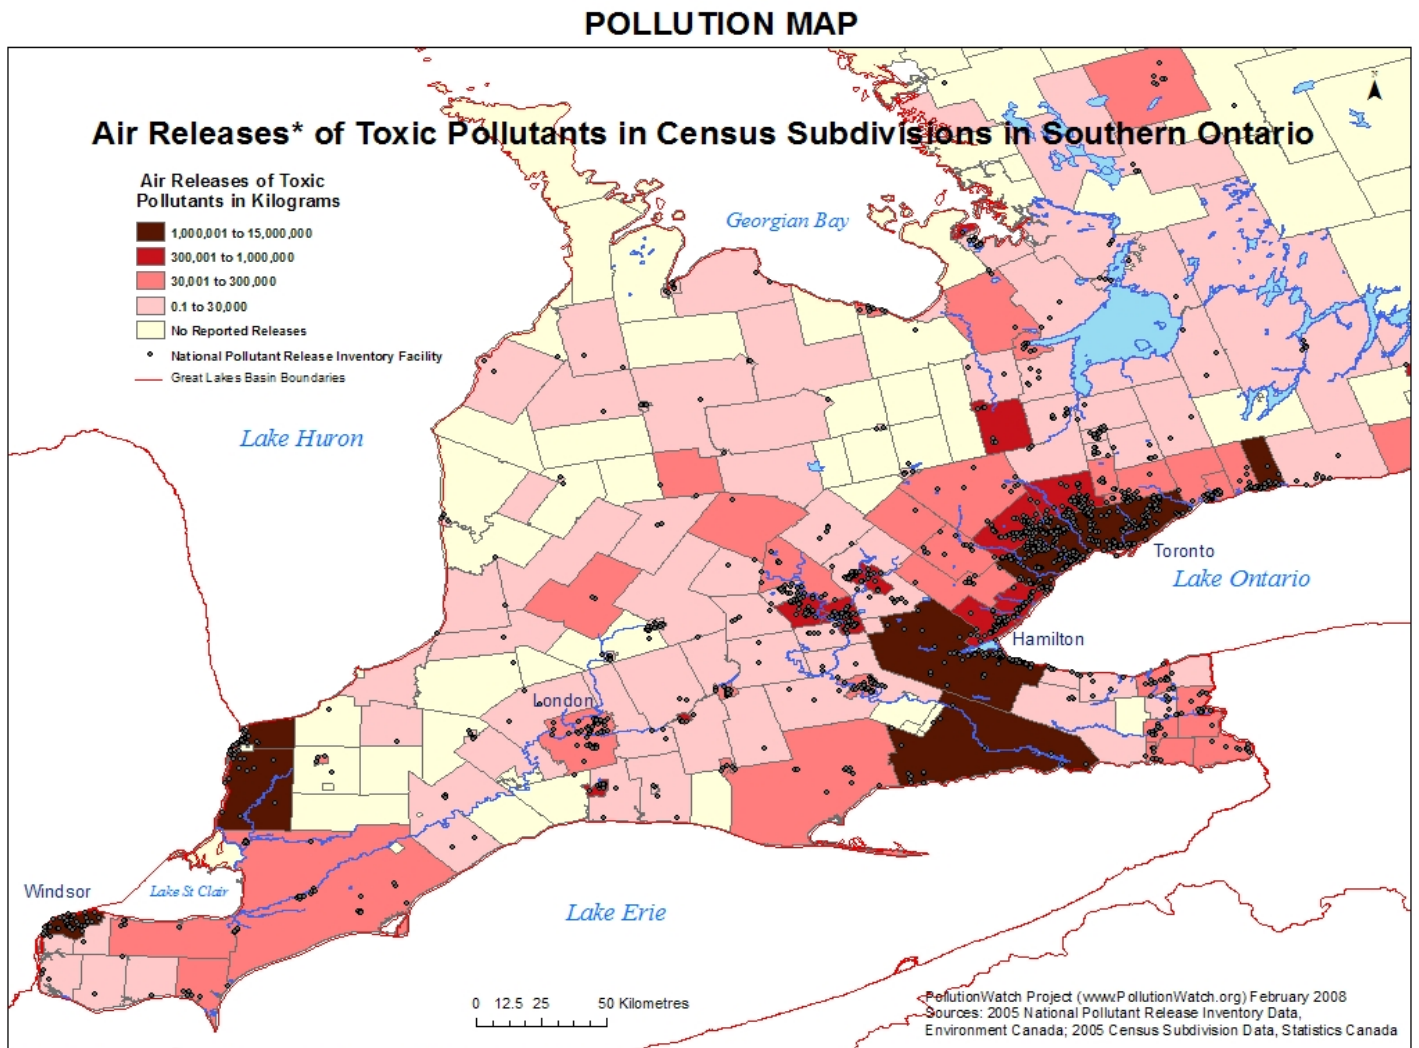 POLLUTION MAP
Air Releases* of Toxic Pollutants in Census Subdivisions in Southern Ontario
N
Air Releases of Toxic
Pollutants in Kilograms
1,000,001 to 15,000,000
300,001 to 1,000,000
30,001 to 300,000
0.1 to 30,000
No Reported Releases
National Pollutant Release Inventory Facility
Great Lakes Basin Boundaries
Georgian Bay
Lake Huron
Toronto
Lake Ontario
Hamilton
London
Windsor
Lake St Clair
Lake Erie
0 12.5 25 50 Kilometres
PollutionWatch Project (www.PollutionWatch.org) February 2008
Sources: 2005 National Pollutant Release Inventory Data,
Environment Canada; 2005 Census Subdivision Data, Statistics Canada